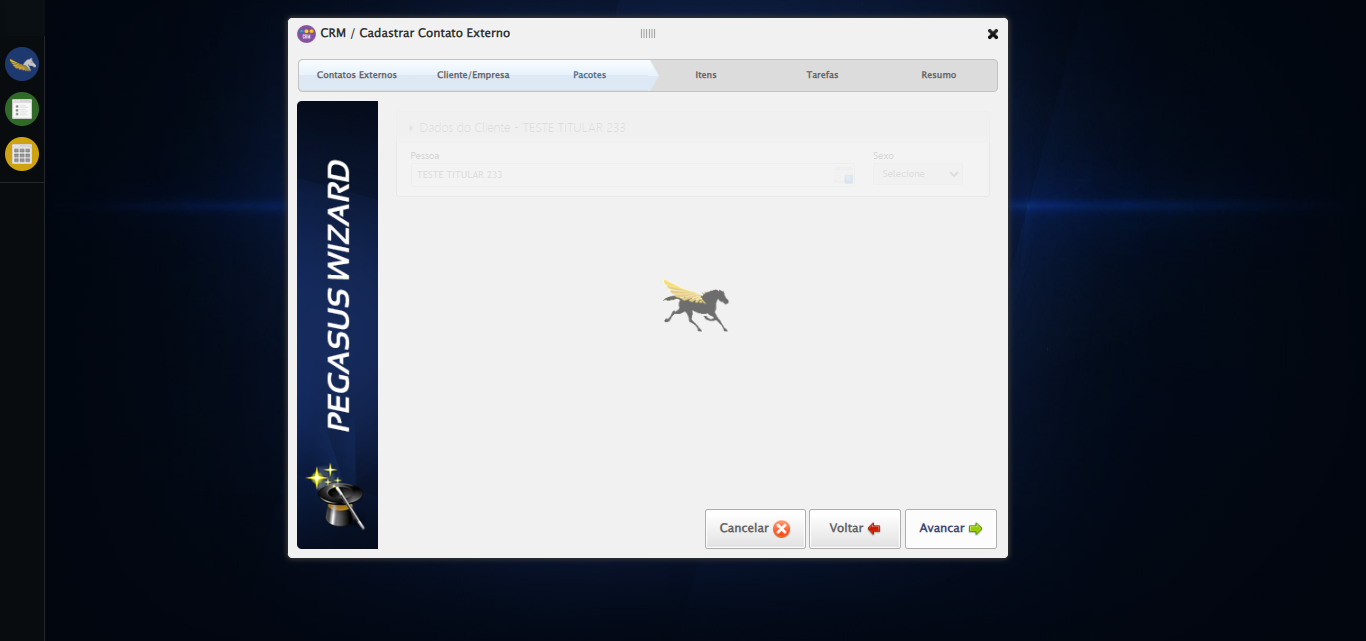 CRM / Cadastrar Contato Externo
Contatos Externos
Cliente/Empresa
Pacotes
Itens
Tarefas
Resumo
Dados do Cliente - TESTE TITULAR 233
Pessoa
Sexo
TESTE TITULAR 233
Selecione
PEGASUS WIZARD
Cancelar
Voltar
Avancar